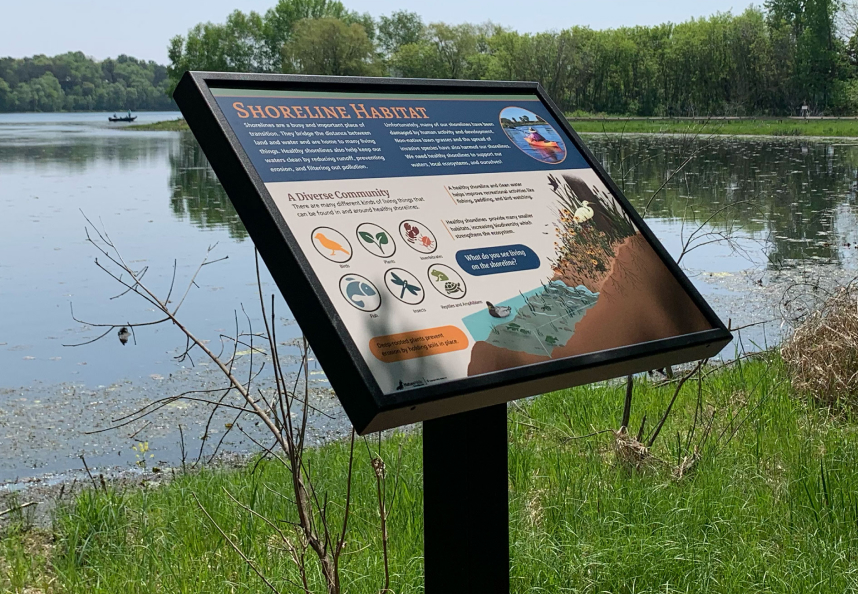 SHORELINE HABITAT
Shorelines are a busy and important place of
transition. They bridge the distance between
land and water and are home to many living
things. Healthy shorelines also help keep our
waters clean by reducing runoff, preventing
erosion, and filtering out pollution.
Unfortunately, many of our shorelines have been
damaged by human activity and development.
Non-native lawn grasses and the spread of
invasive species have also harmed our shorelines.
We need healthy shorelines to support our
waters, local ecosystems, and ourselves!
A Diverse Community
There are many different kinds of living things that
can be found in and around healthy shorelines.
Birds
Plants
Invertebrates
Fish
Insects
Reptiles and Amphibians
A healthy shoreline and clean water
helps improve recreational activities like
fishing, paddling, and bird watching.
Healthy shorelines provide many smaller
habitats, increasing biodiversity which
strengthens the ecosystem.
What do you see living
on the shoreline?
Deep-rooted plants prevent
erosion by holding soils in place.